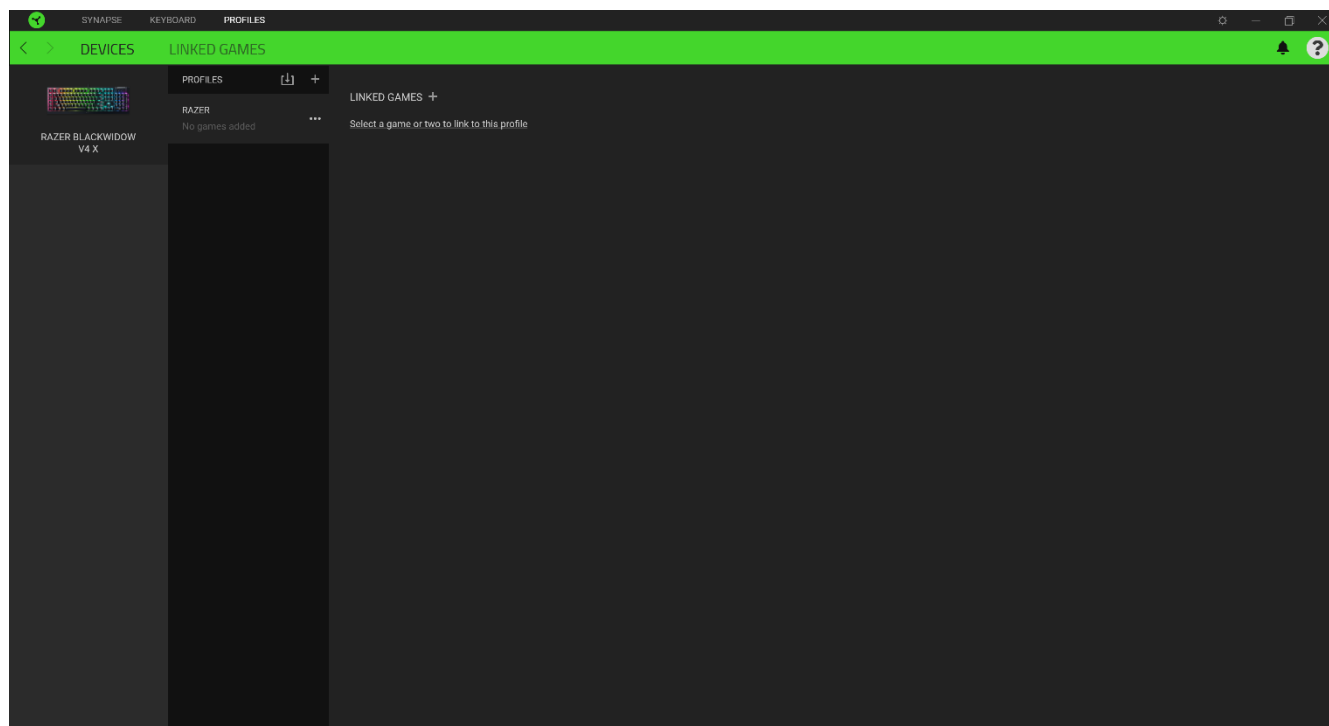 SYNAPSE KEYBOARD PROFILES
DEVICES LINKED GAMES
?
RAZER BLACKWIDOW
V4 X
PROFILES
RAZER
No games added
LINKED GAMES +
Select a game or two to link to this profile